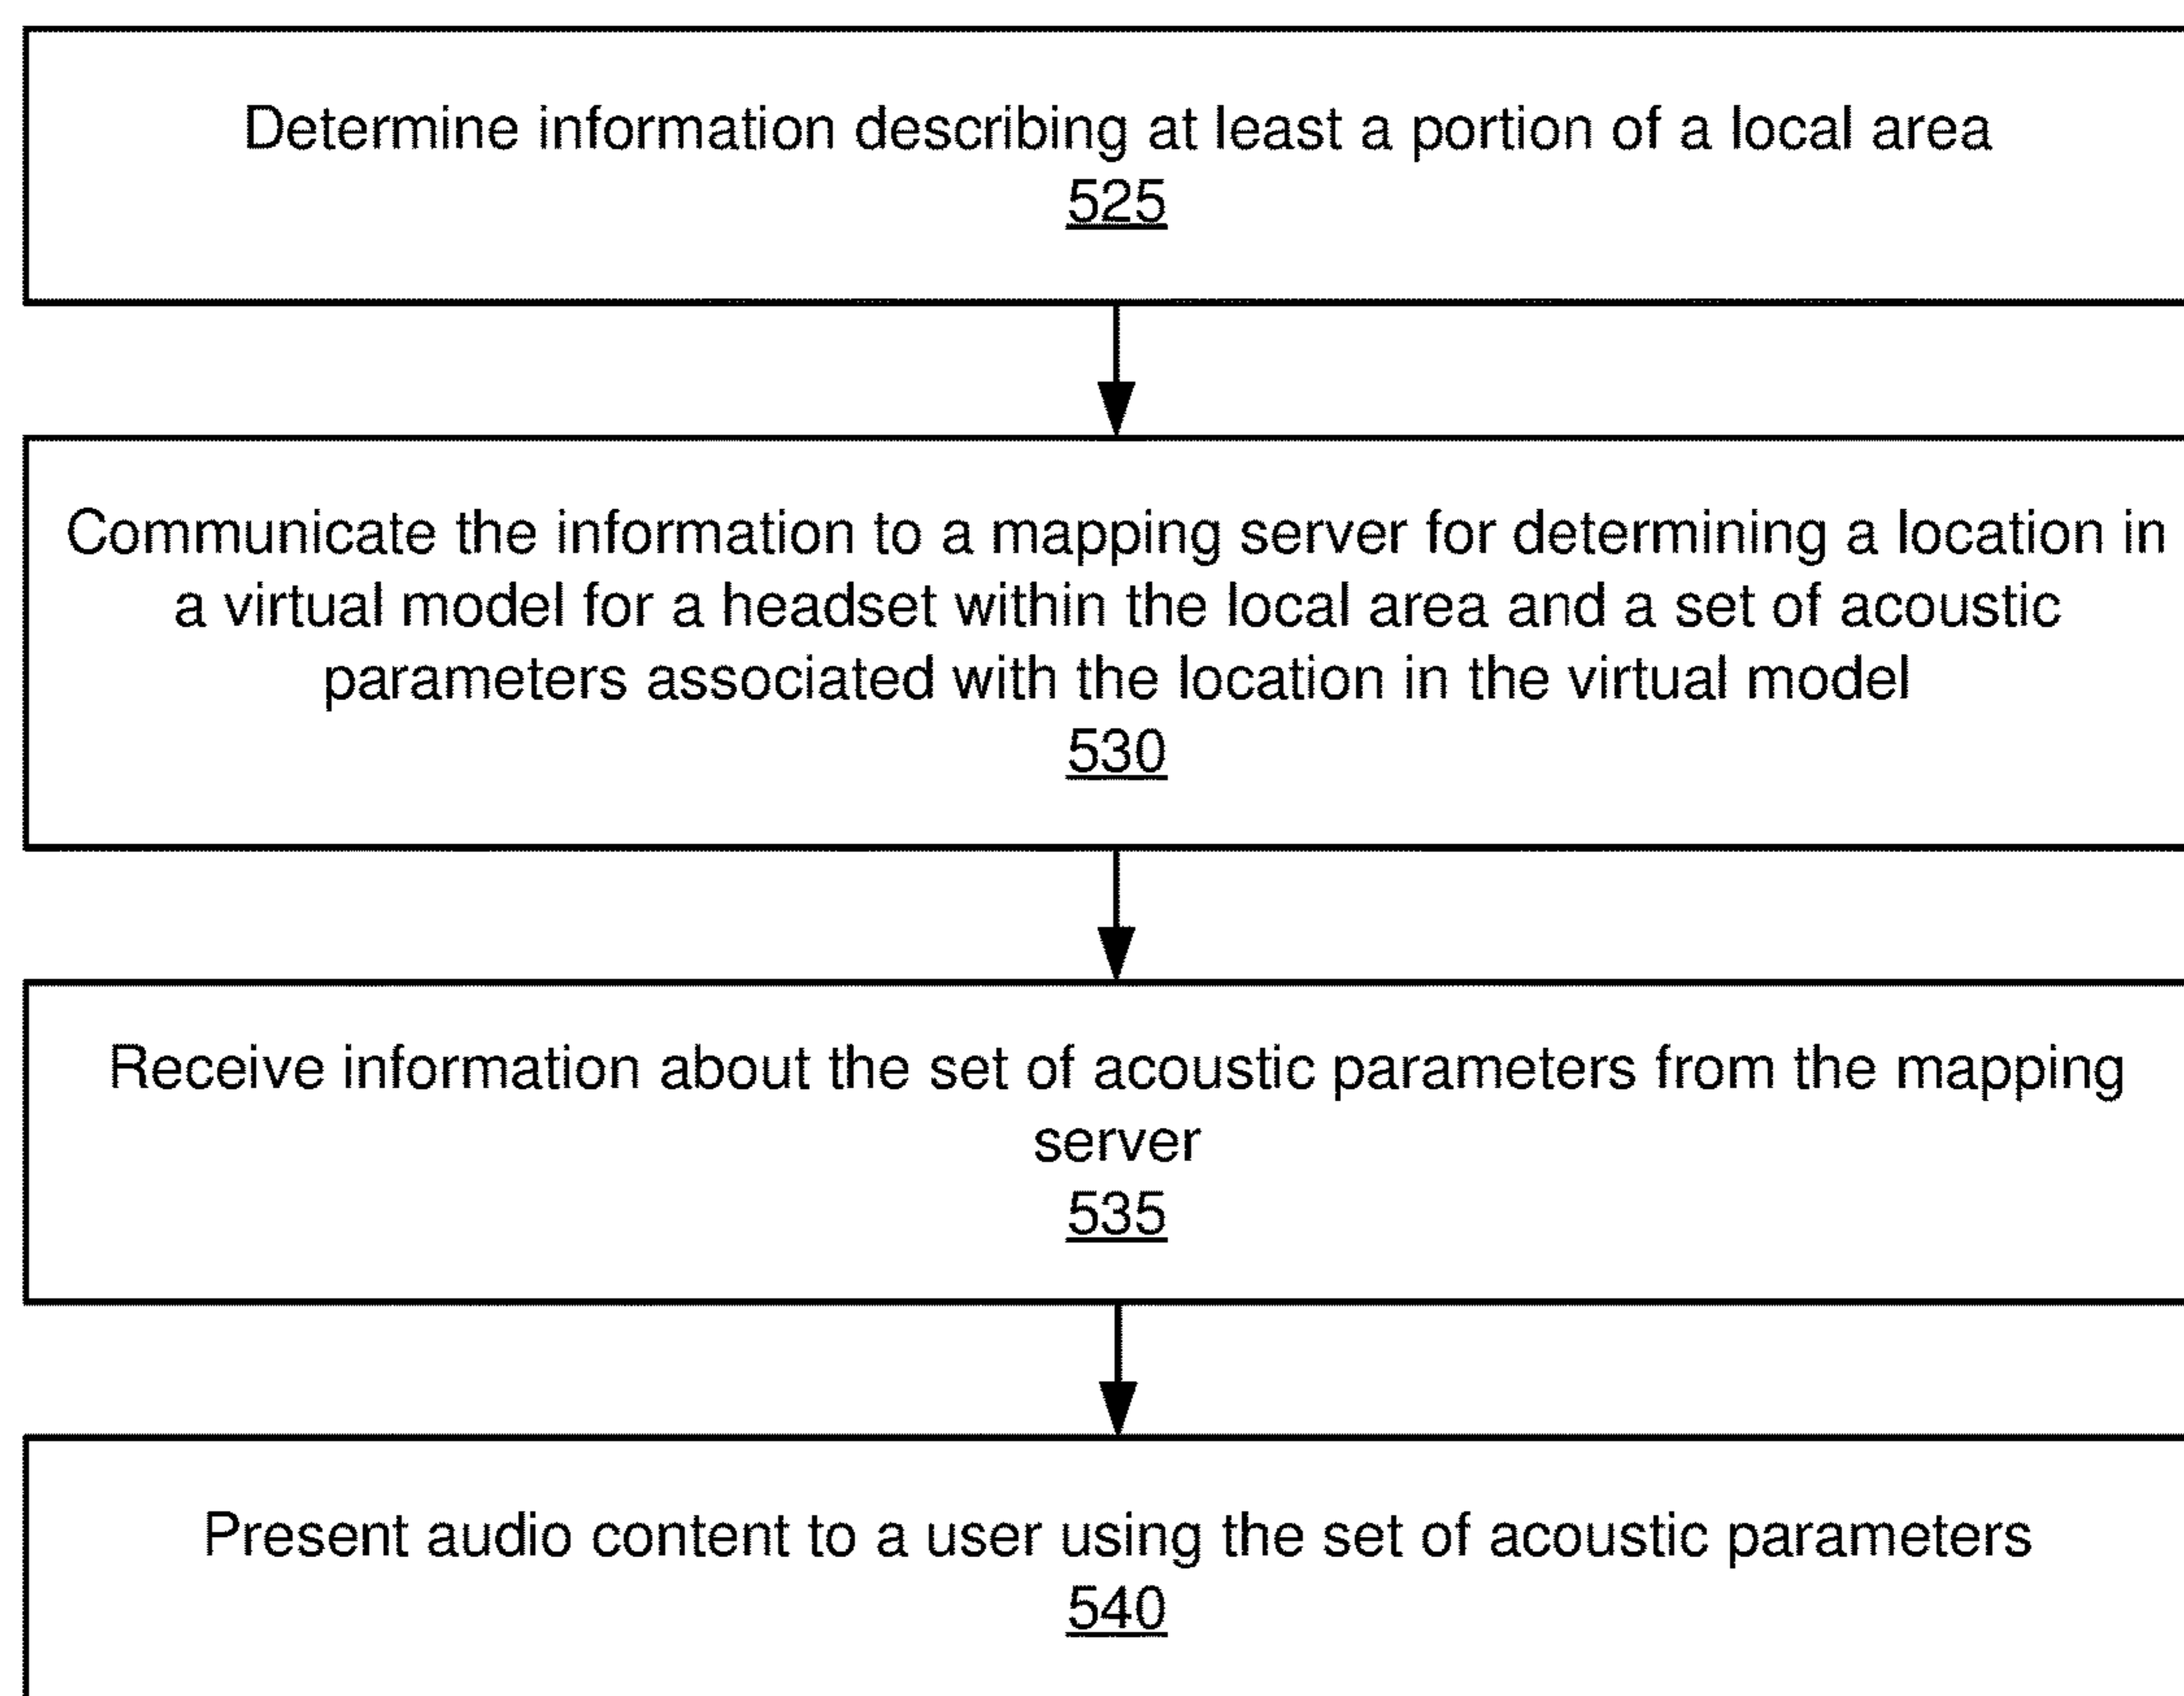 Determine information describing at least a portion of a local area
525
Communicate the information to a mapping server for determining a location in
a virtual model for a headset within the local area and a set of acoustic
parameters associated with the location in the virtual model
530
Receive information about the set of acoustic parameters from the mapping
server
535
Present audio content to a user using the set of acoustic parameters
540